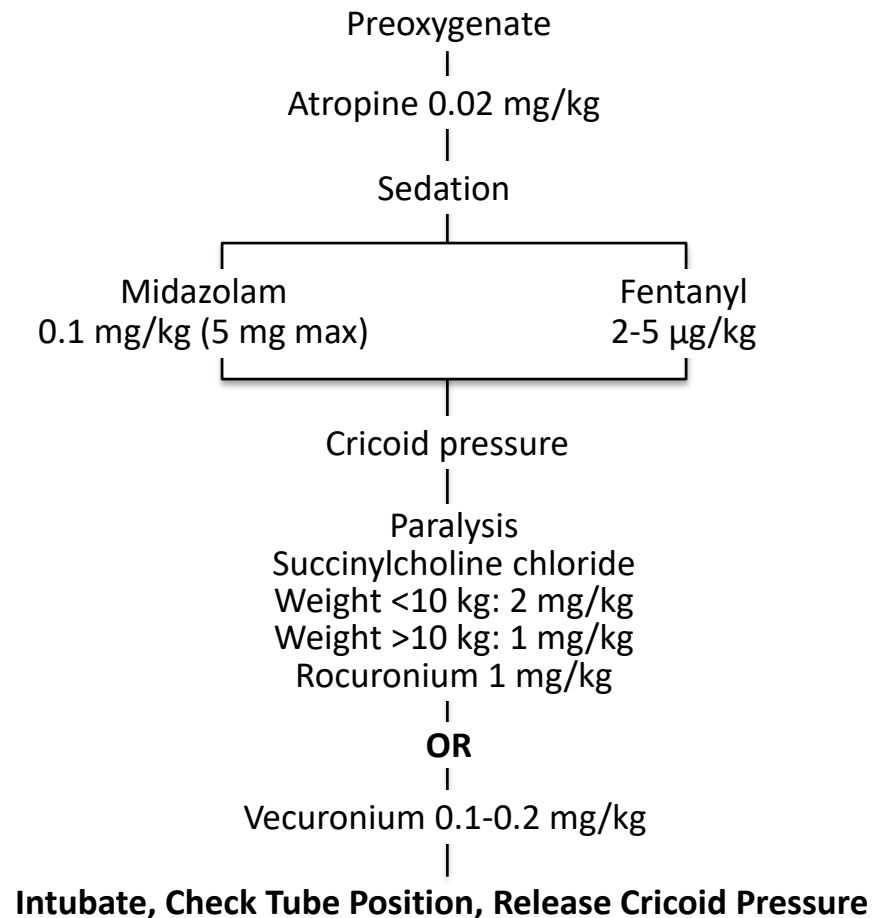 Preoxygenate
Atropine 0.02 mg/kg
Sedation
Midazolam
0.1 mg/kg (5 mg max)
Fentanyl
2-5 µg/kg
Cricoid pressure
Paralysis
Succinylcholine chloride
Weight <10 kg: 2 mg/kg
Weight >10 kg: 1 mg/kg
Rocuronium 1 mg/kg
OR
Vecuronium 0.1-0.2 mg/kg
Intubate, Check Tube Position, Release Cricoid Pressure